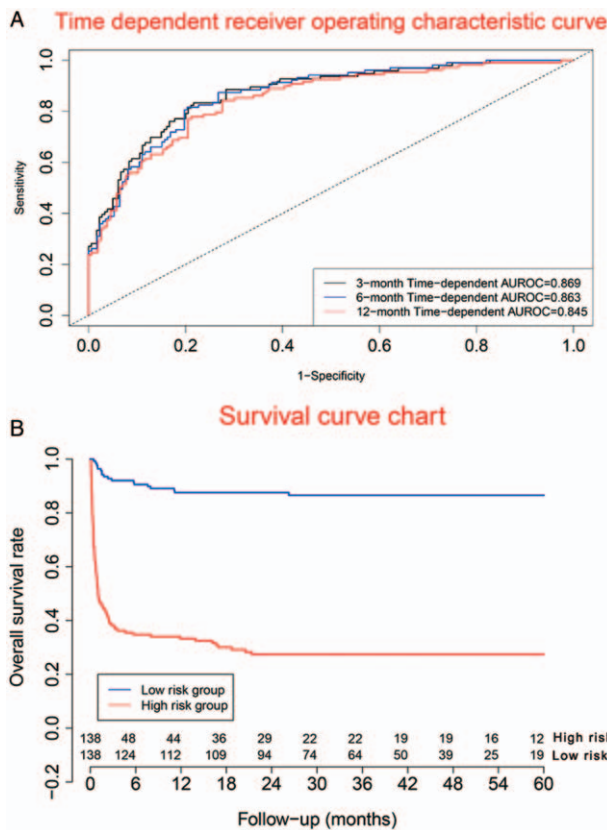 A
Time dependent receiver operating characteristic curve
1.0
0.8
0.6
0.4
0.2
0.0
Sensitivity
3-month Time-dependent AUROC=0.869
6-month Time-dependent AUROC=0.863
12-month Time-dependent AUROC=0.845
0.0 0.2 0.4 0.6 0.8 1.0
1-Specificity
B
Survival curve chart
1.0
0.8
0.6
0.4
0.2
0.0
-0.2
Overall survival rate
Low risk group
High risk group
138 48 44 36 29 22 22 19 19 16 12 High risk
138 124 112 109 94 74 64 50 39 25 19 Low risk
0 6 12 18 24 30 36 42 48 54 60
Follow-up (months)